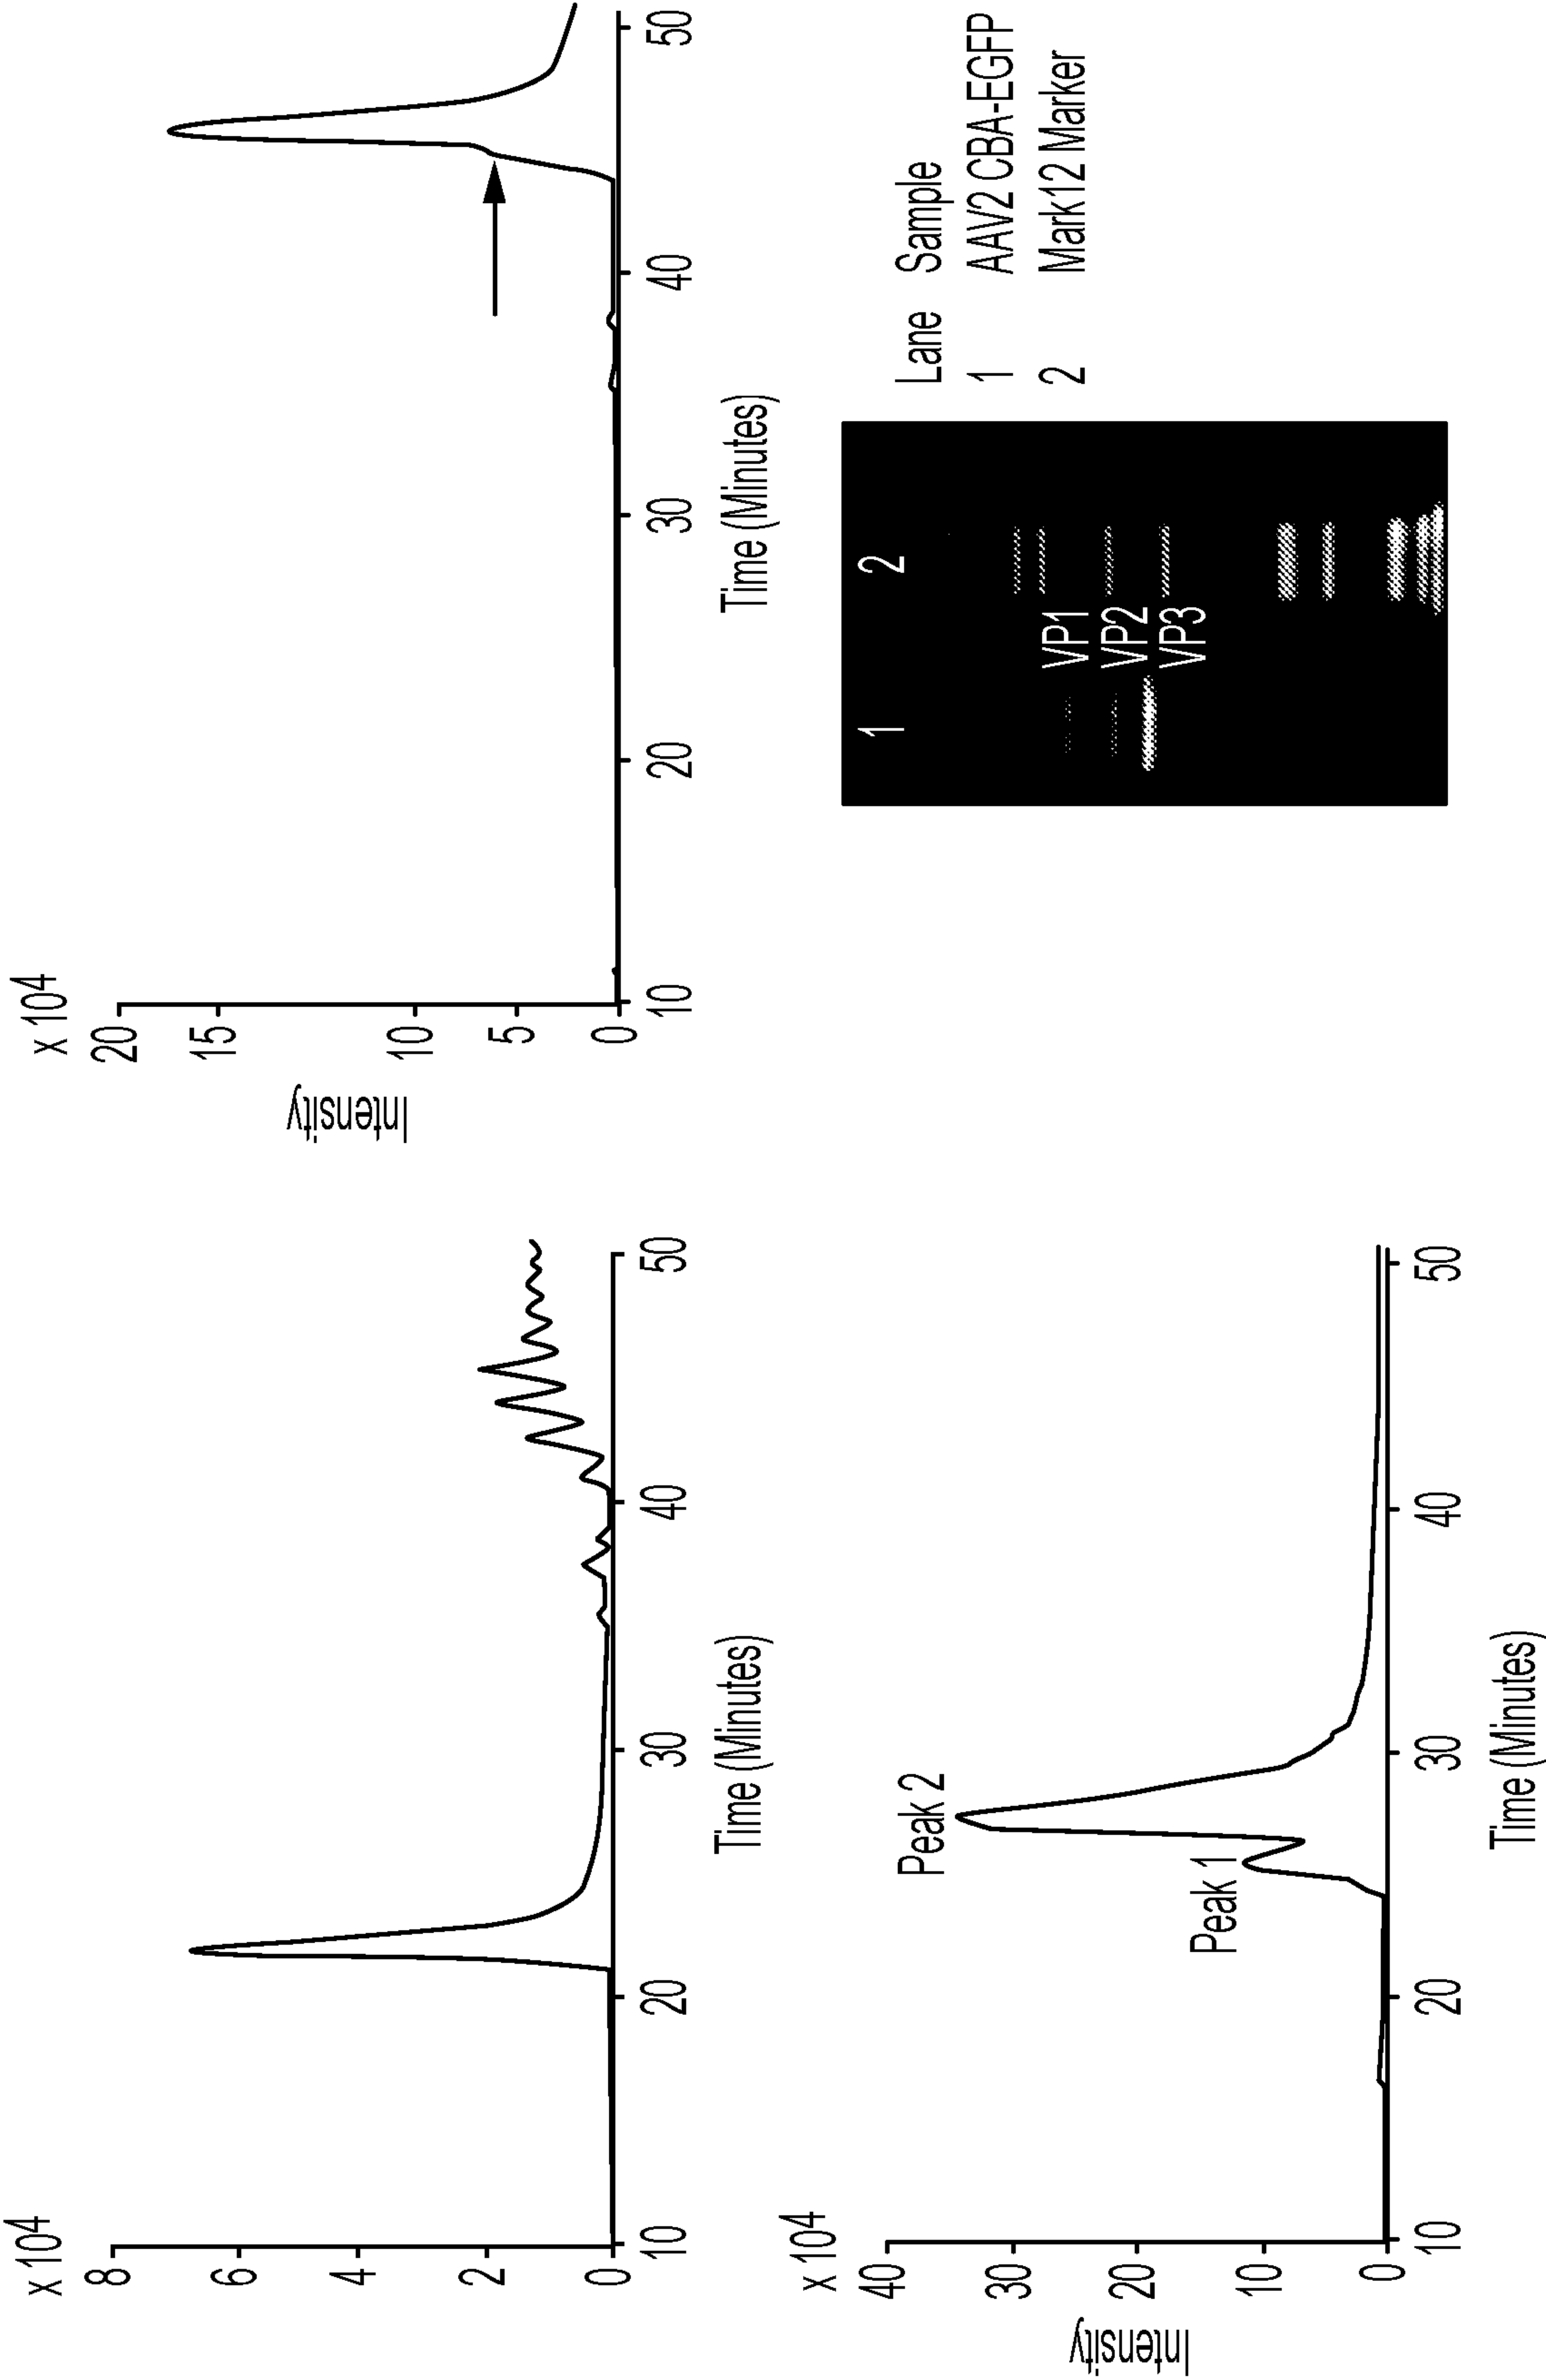 x 10⁴
8
6
4
2
0
10
20
30
40
50
Time (Minutes)
x 10⁴
20
15
10
5
0
Intensity
10
20
30
40
50
Time (Minutes)
x 10⁴
40
30
20
10
0
Intensity
Peak 1
Peak 2
10
20
30
40
50
Time (Minutes)
1
2
VP1
VP2
VP3
Lane Sample
1 AAV2 CBA-EGFP
2 Mark12 Marker